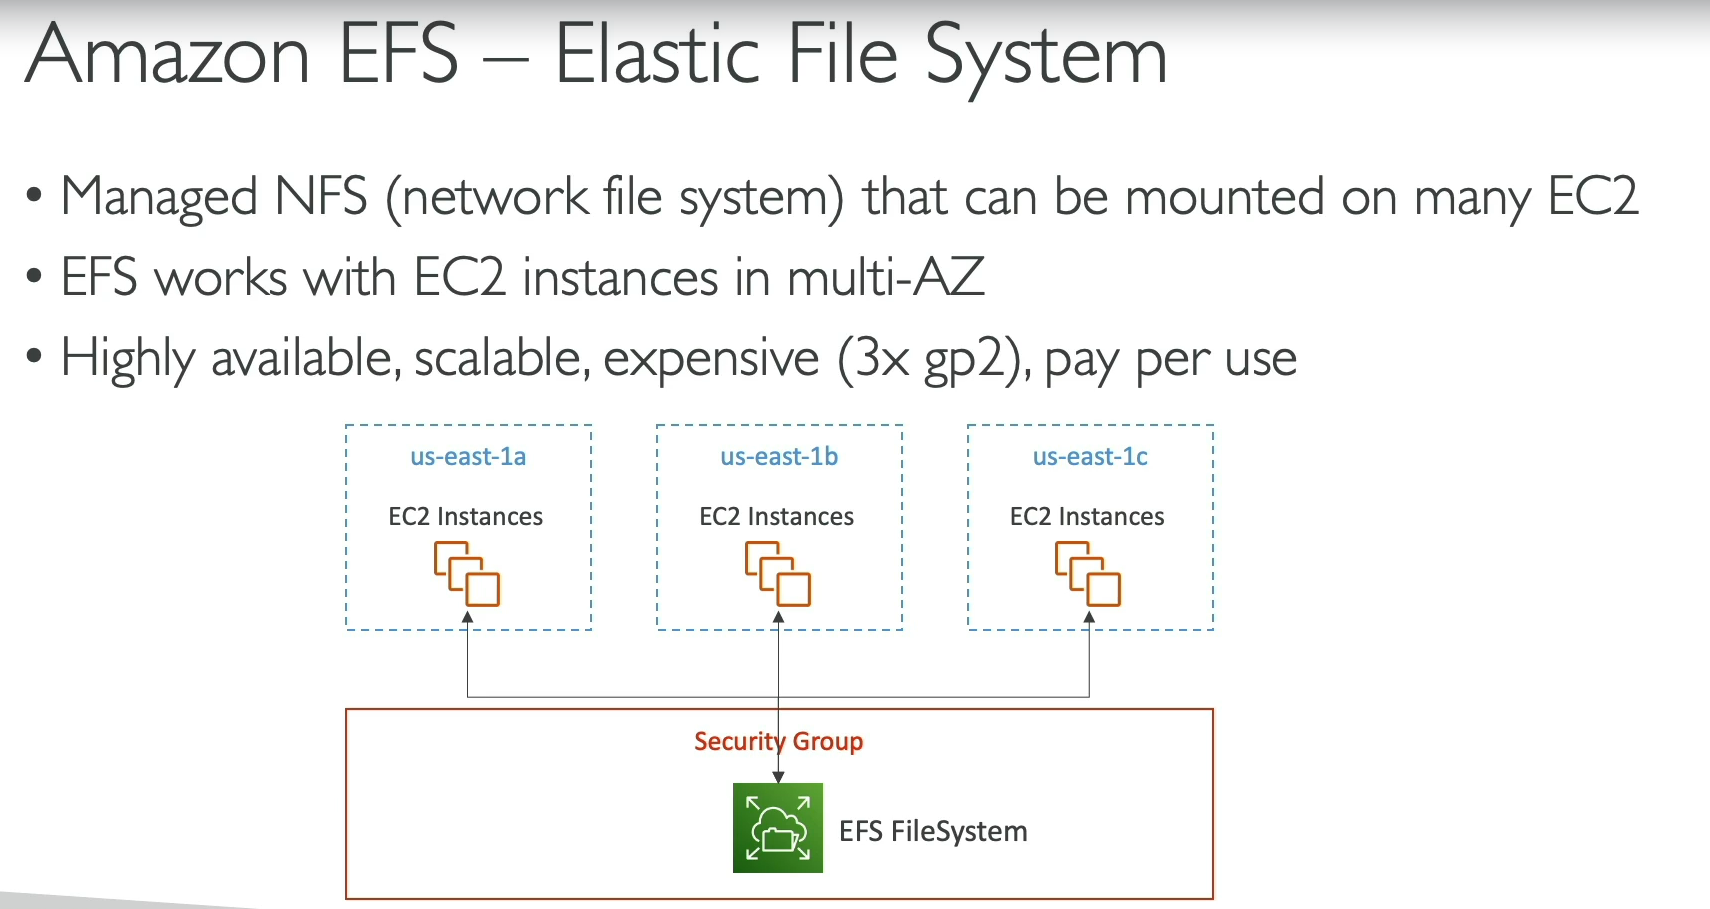 Amazon EFS – Elastic File System
• Managed NFS (network file system) that can be mounted on many EC2
• EFS works with EC2 instances in multi-AZ
• Highly available, scalable, expensive (3x gp2), pay per use
us-east-1a
EC2 Instances
us-east-1b
EC2 Instances
us-east-1c
EC2 Instances
Security Group
EFS FileSystem